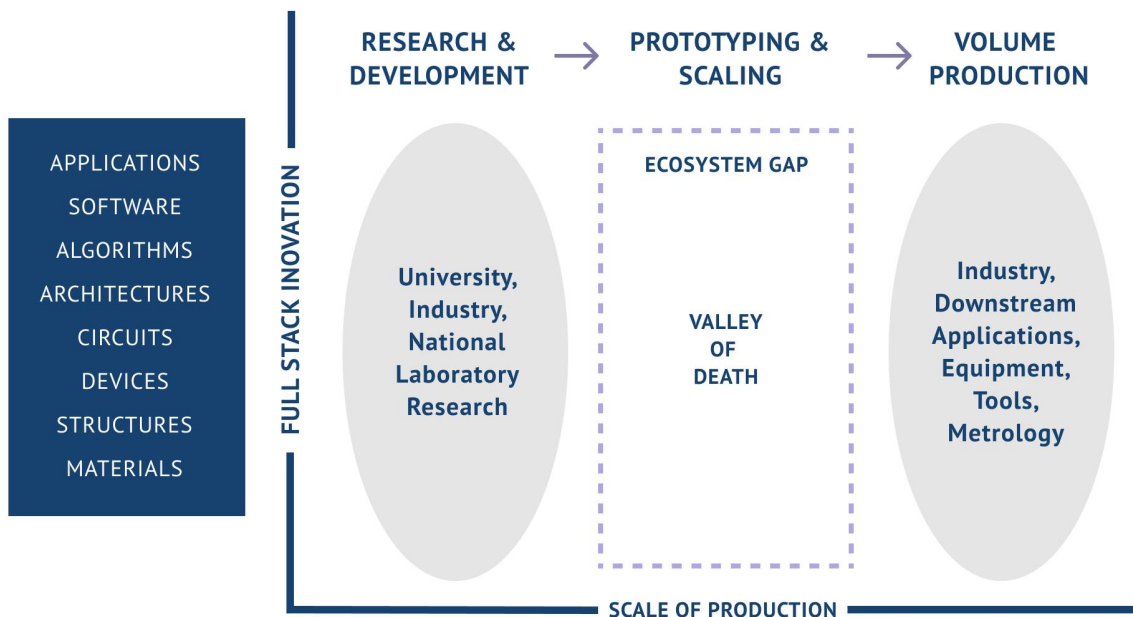 RESEARCH &
DEVELOPMENT
PROTOTYPING &
SCALING
VOLUME
PRODUCTION
APPLICATIONS
SOFTWARE
ALGORITHMS
ARCHITECTURES
CIRCUITS
DEVICES
STRUCTURES
MATERIALS
FULL STACK INOVATION
University,
Industry,
National
Laboratory
Research
ECOSYSTEM GAP
VALLEY
OF
DEATH
Industry,
Downstream
Applications,
Equipment,
Tools,
Metrology
SCALE OF PRODUCTION